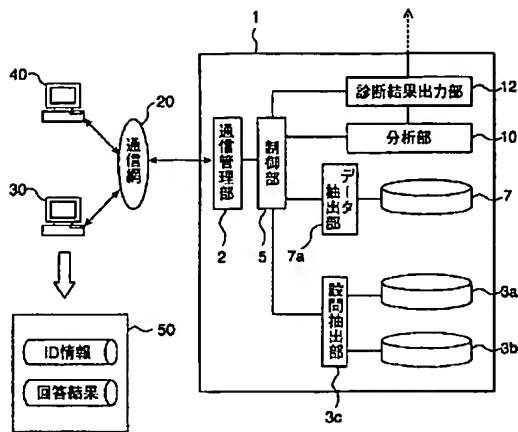 1
40
20
30
通信網
通信管理部
2
制御部
5
診断結果出力部
12
分析部
10
データ抽出部
7a
7
設問抽出部
3c
3a
3b
50
ID情報
回答結果